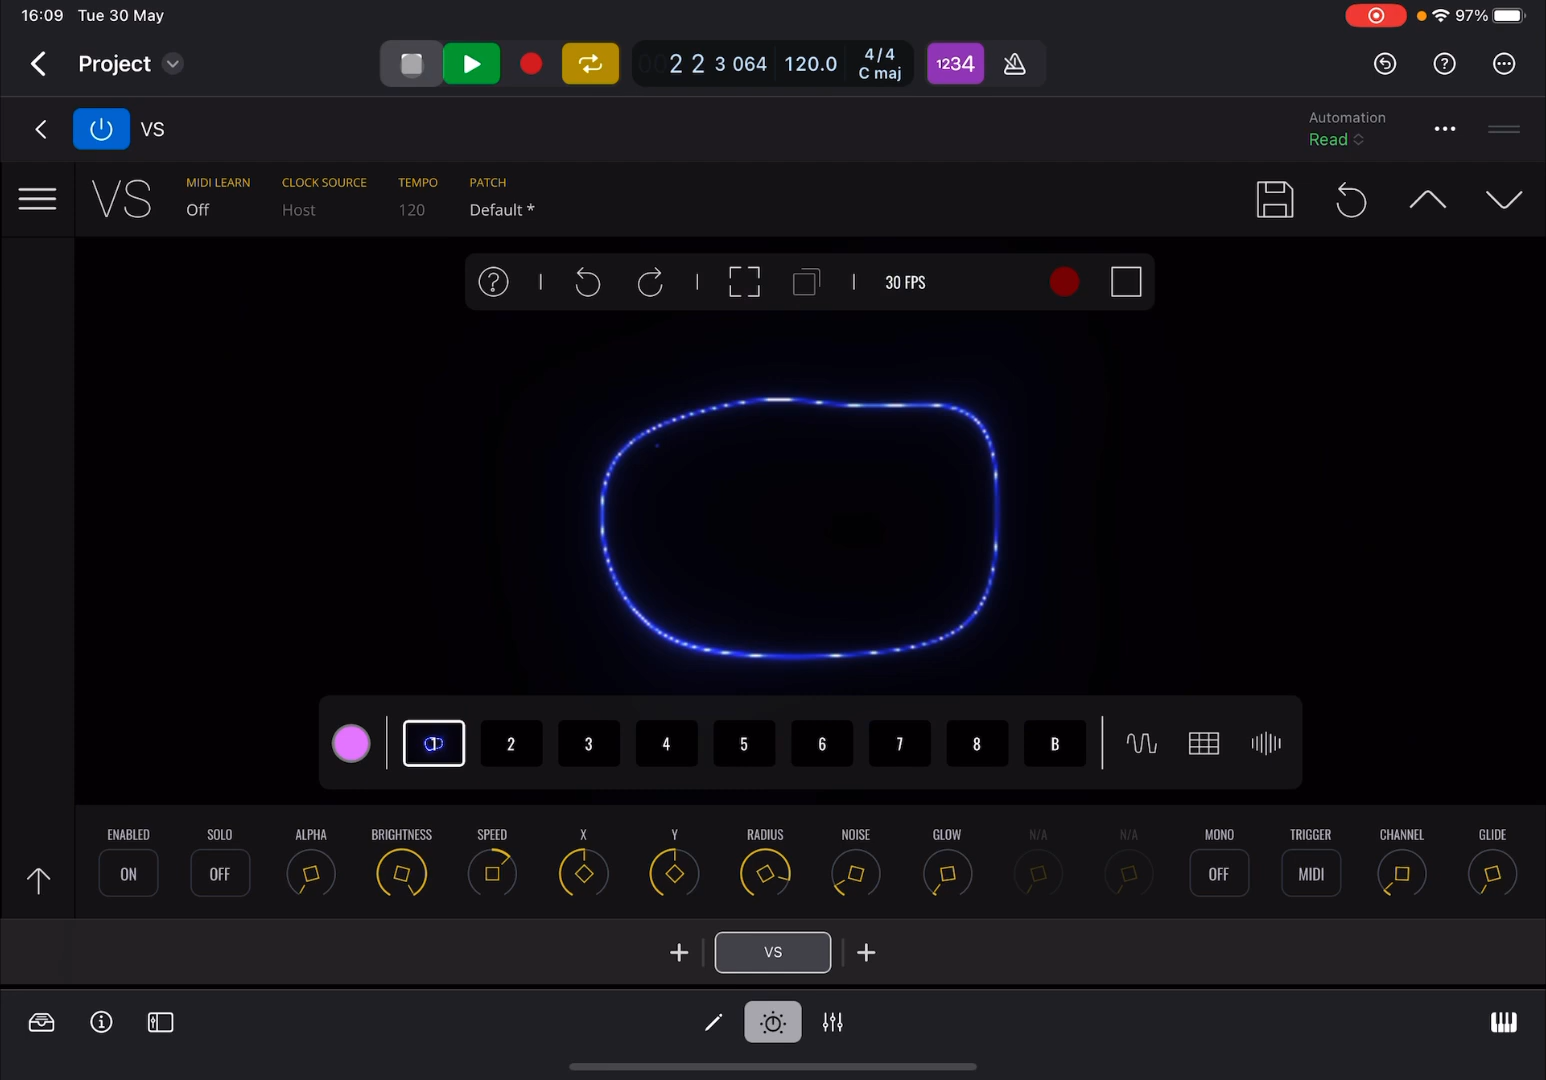 16:09 Tue 30 May
97%
Project
2 2 3 064
120.0
4/4
C maj
1234
VS
Automation
Read
VS
MIDI LEARN
Off
CLOCK SOURCE
Host
TEMPO
120
PATCH
Default *
30 FPS
1 2 3 4 5 6 7 8 B
ENABLED SOLO ALPHA BRIGHTNESS SPEED X Y RADIUS NOISE GLOW N/A N/A MONO TRIGGER CHANNEL GLIDE
ON OFF OFF MIDI
VS